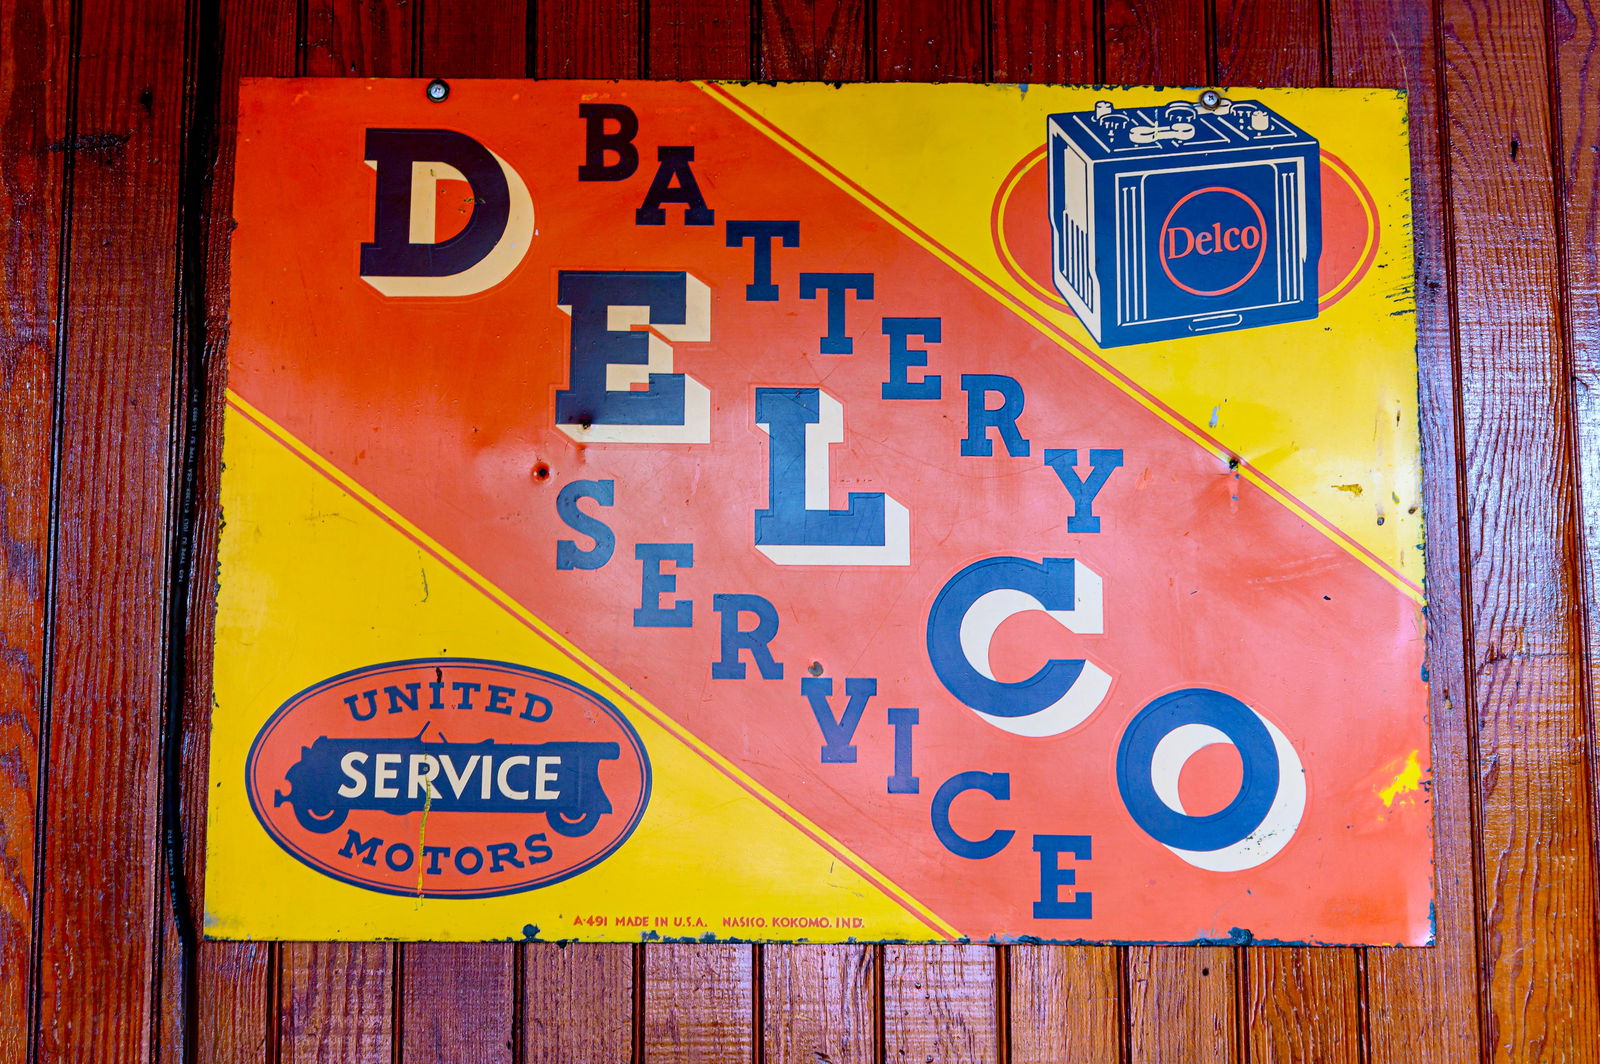 BATTERY
DELCO
SERVICE
Delco
UNITED
SERVICE
MOTORS
A-491 MADE IN U.S.A. NASICO. KOKOMO. IND.